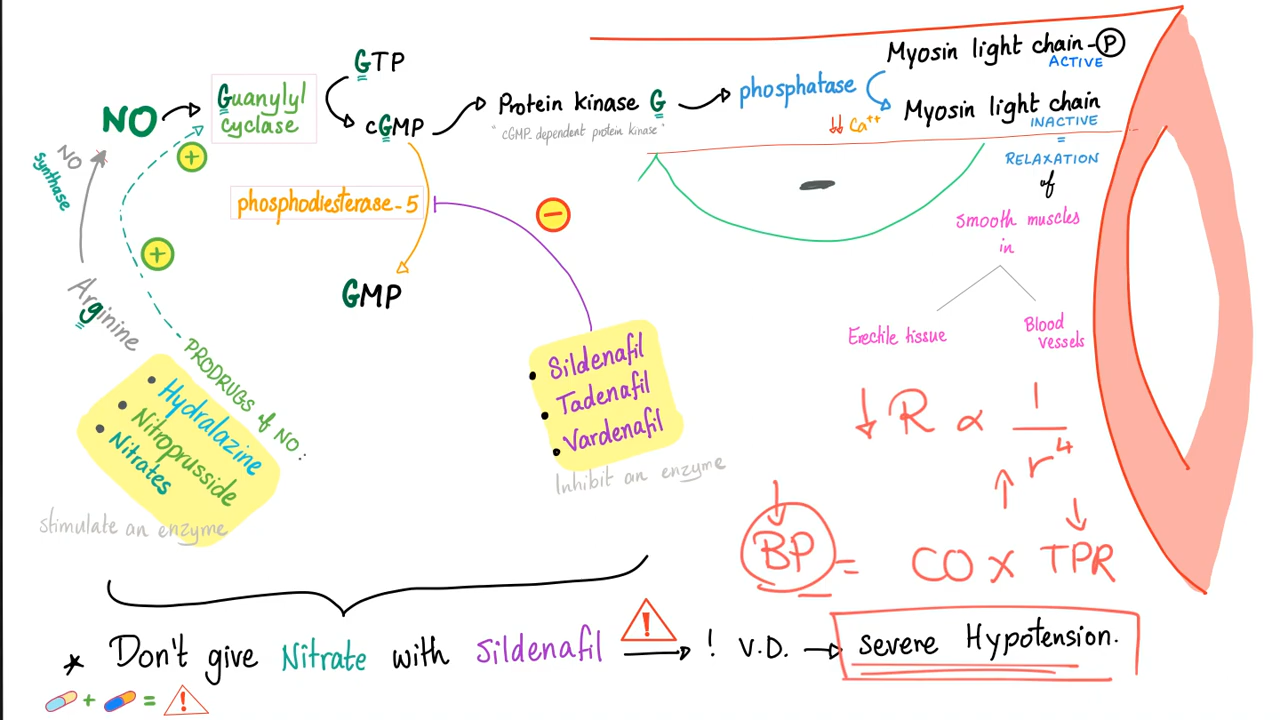 GTP
NO
Guanylyl
cyclase
cGMP
Protein kinase G
"cGMP dependent protein kinase"
phosphatase
Myosin light chain-P
ACTIVE
↓↓ Ca++
Myosin light chain
INACTIVE
=
RELAXATION
of
smooth muscles
in
Erectile tissue
Blood
vessels
NO
Synthase
+
phosphodiesterase-5
−
+
Arginine
GMP
PRODRUGS of NO:
• Hydralazine
• Nitroprusside
• Nitrates
stimulate an enzyme
• Sildenafil
• Tadenafil
• Vardenafil
Inhibit an enzyme
↓ R ∝ 1
↑ r4
↓ ↓
BP = CO x TPR
* Don't give Nitrate with Sildenafil ! → ! V.D. → Severe Hypotension.
+ = !